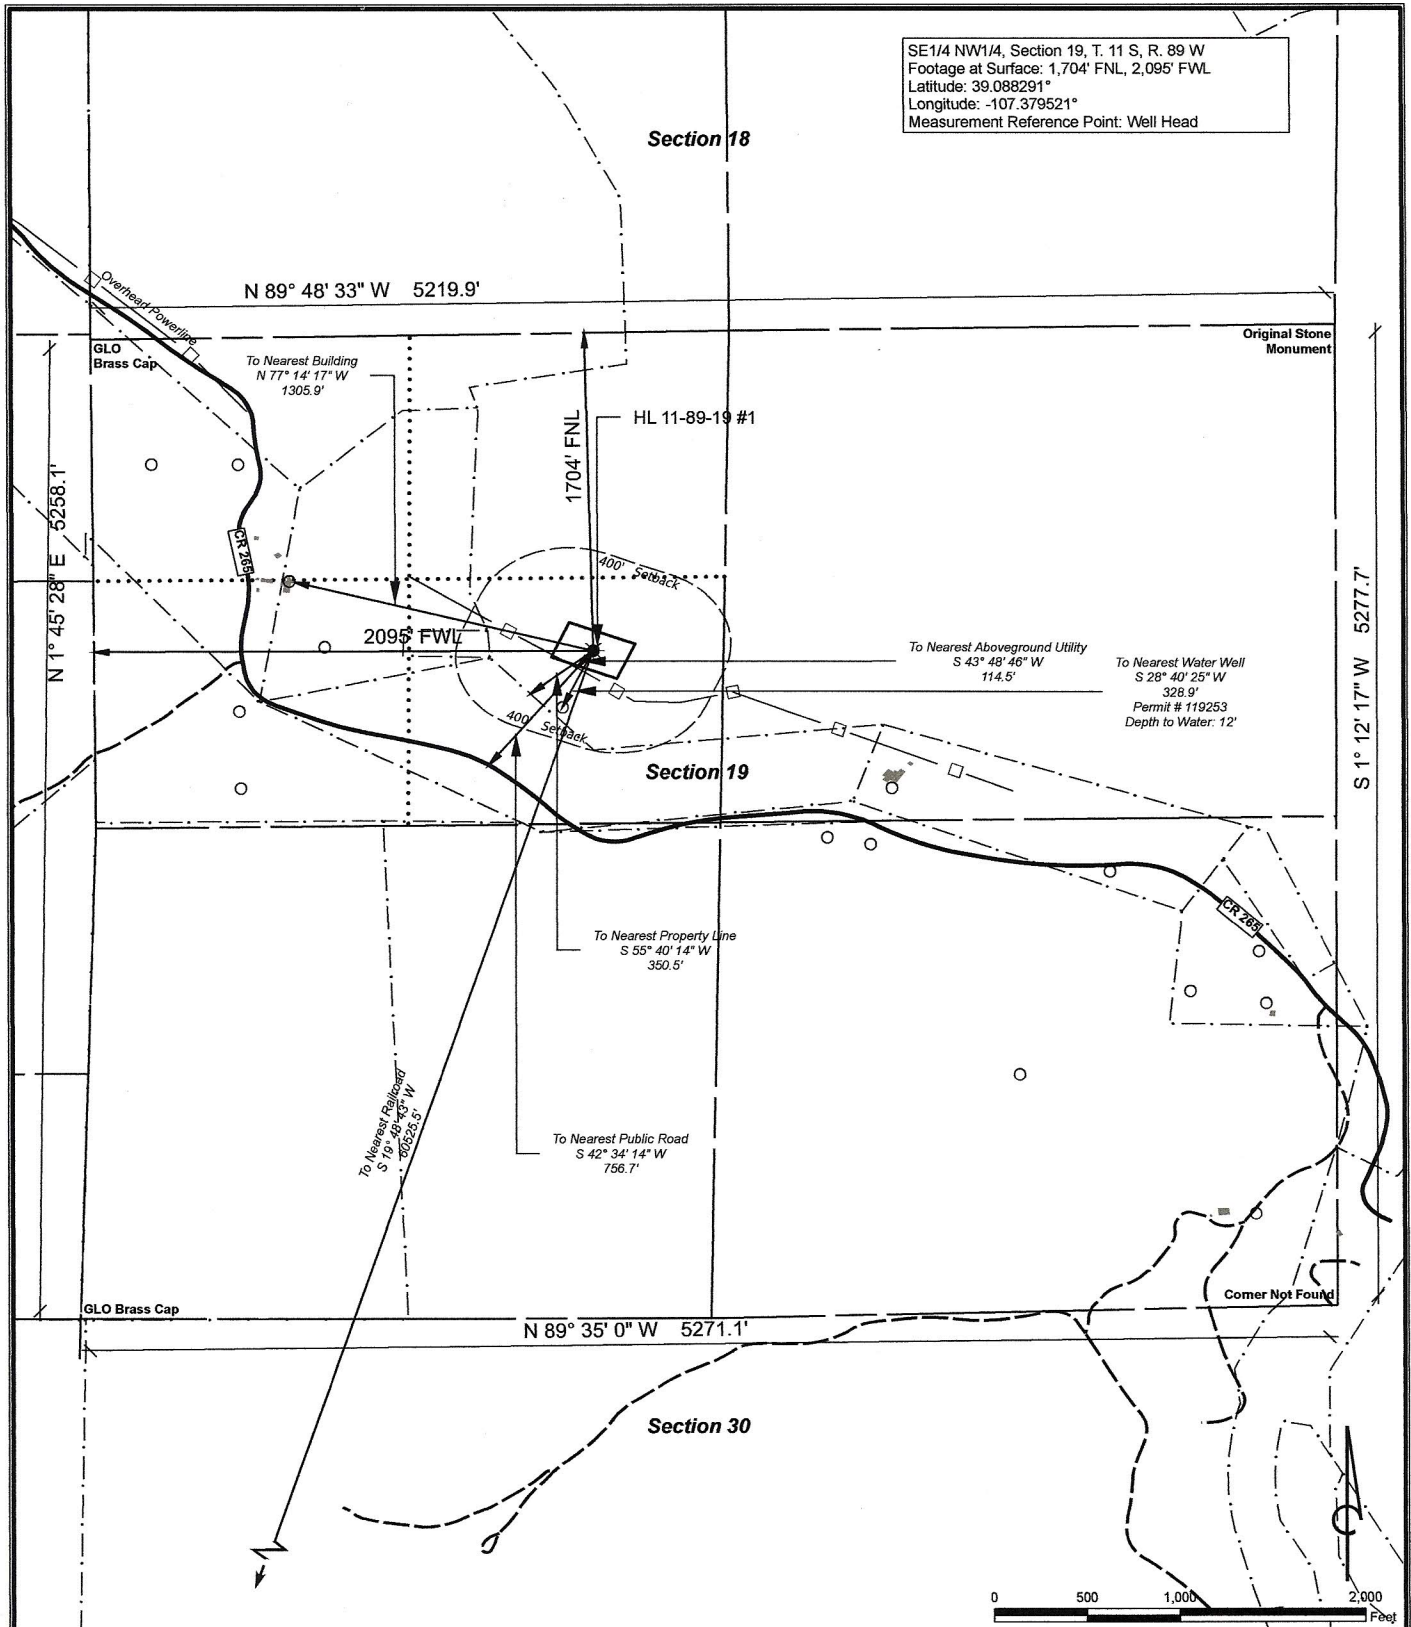 SE1/4 NW1/4, Section 19, T. 11 S, R. 89 W
Footage at Surface: 1,704' FNL, 2,095' FWL
Latitude: 39.088291°
Longitude: -107.379521°
Measurement Reference Point: Well Head
Section 18
Overhead Powerline
N 89° 48' 33" W 5219.9'
GLO
Brass Cap
Original Stone
Monument
To Nearest Building
N 77° 14' 17" W
1305.9'
HL 11-89-19 #1
1704' FNL
N 1° 45' 28" E 5258.1'
CR 265
400' Setback
S 1° 12' 17" W 5277.7'
2095' FWL
To Nearest Aboveground Utility
S 43° 48' 46" W
114.5'
To Nearest Water Well
S 28° 40' 25" W
328.9'
Permit # 119253
Depth to Water: 12'
400' Setback
Section 19
CR 265
To Nearest Property Line
S 55° 40' 14" W
350.5'
To Nearest Railroad
S 19° 48' 43" W
60525.5'
To Nearest Public Road
S 42° 34' 14" W
756.7'
GLO Brass Cap
Corner Not Found
N 89° 35' 0" W 5271.1'
Section 30
0 500 1,000 2,000
Feet